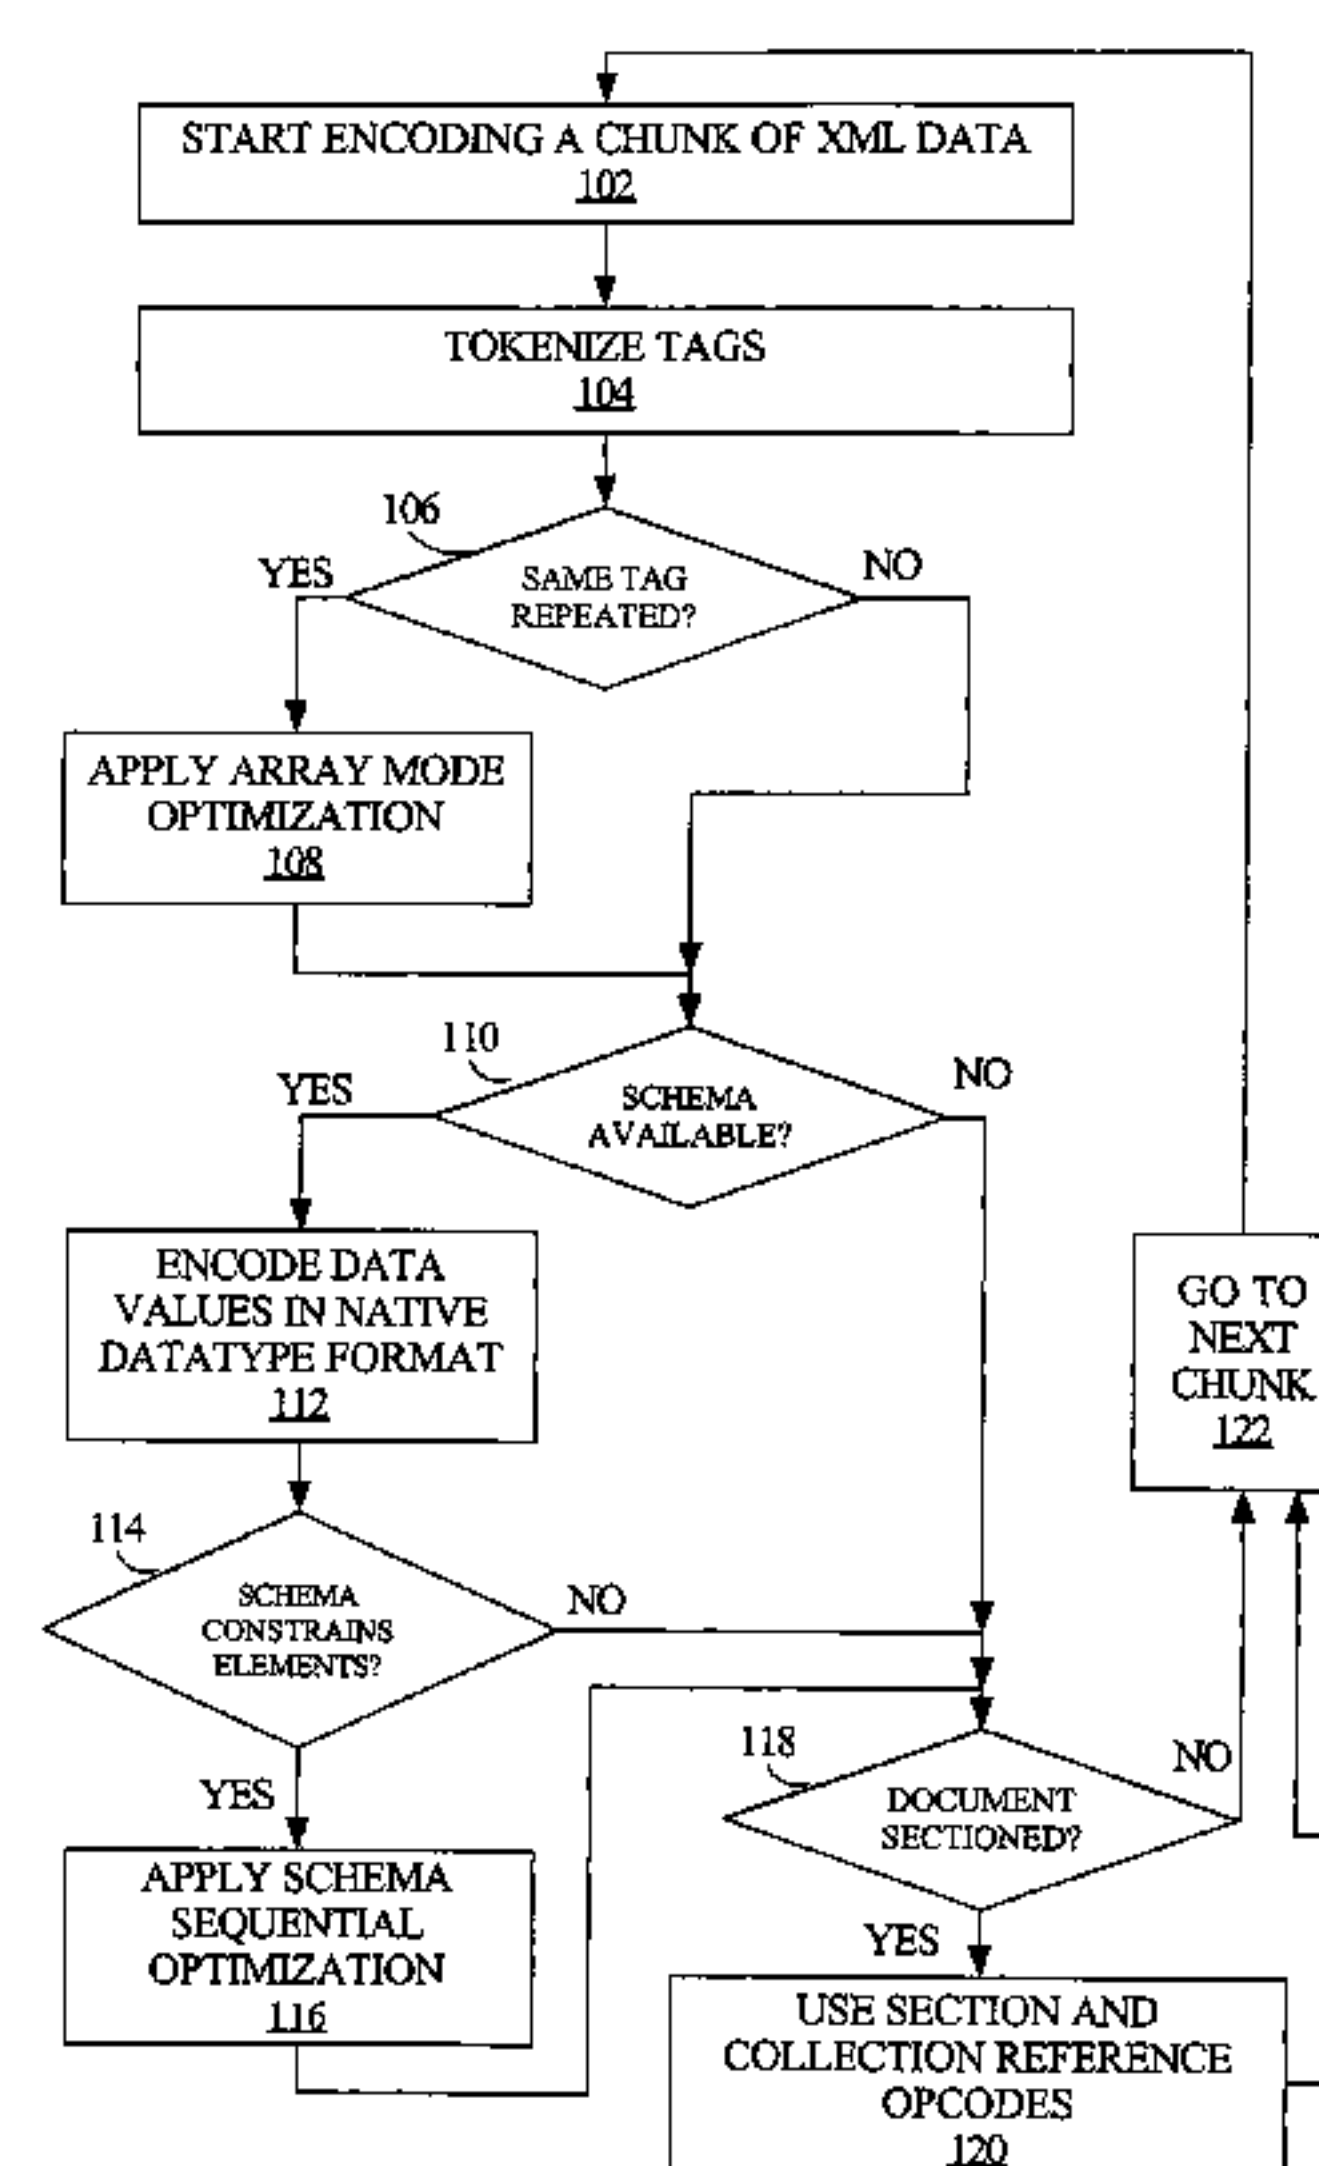 START ENCODING A CHUNK OF XML DATA
102
TOKENIZE TAGS
104
106
YES
NO
SAME TAG
REPEATED?
APPLY ARRAY MODE
OPTIMIZATION
108
110
YES
NO
SCHEMA
AVAILABLE?
ENCODE DATA
VALUES IN NATIVE
DATATYPE FORMAT
112
GO TO
NEXT
CHUNK
122
114
SCHEMA
CONSTRAINS
ELEMENTS?
NO
YES
118
NO
DOCUMENT
SECTIONED?
YES
APPLY SCHEMA
SEQUENTIAL
OPTIMIZATION
116
USE SECTION AND
COLLECTION REFERENCE
OPCODES
120